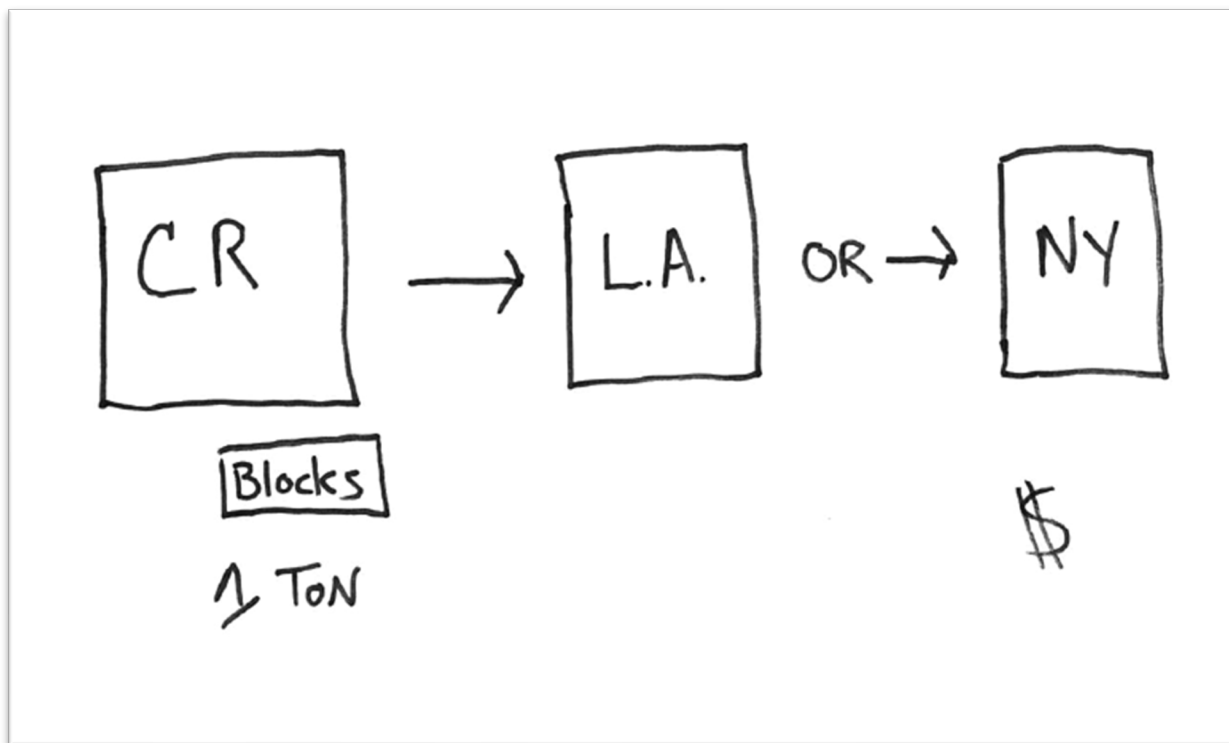 CR → L.A. OR → NY
Blocks
$
1 TON